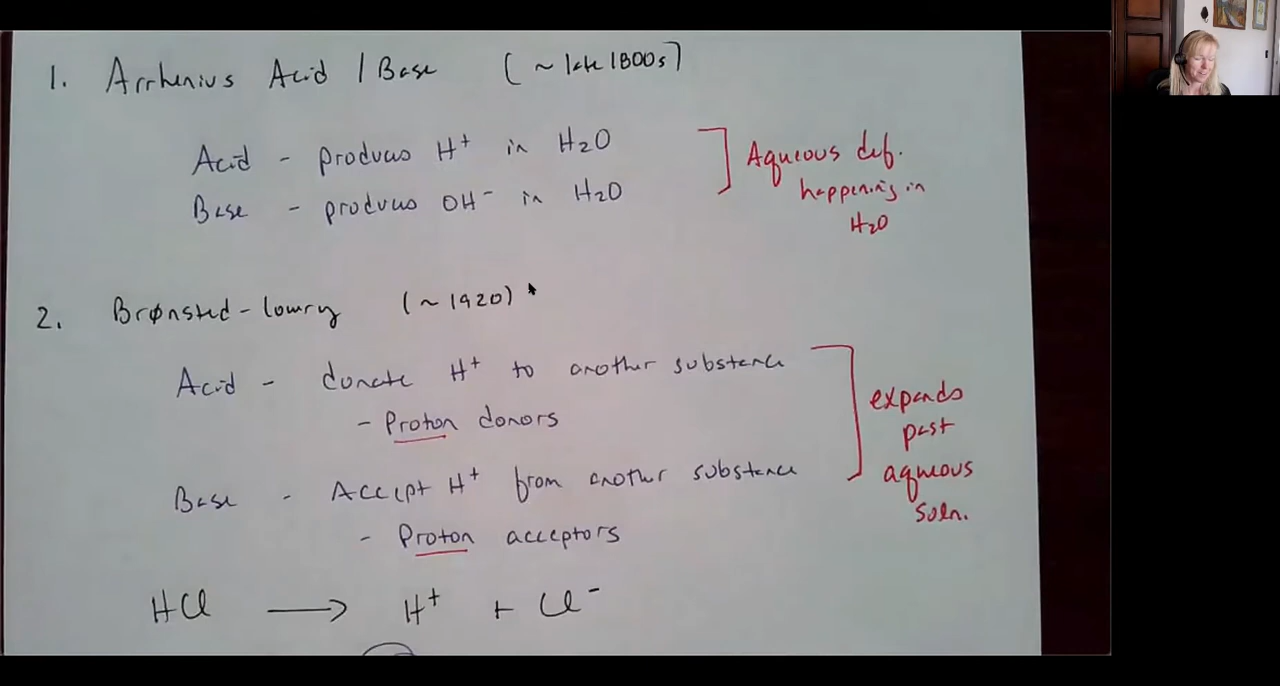 1. Arrhenius Acid / Base (~ late 1800s)
Acid - produces H⁺ in H₂O
Base - produces OH⁻ in H₂O
Aqueous def.
happening in
H₂O
2. Brønsted-Lowry (~1920)
Acid - donate H⁺ to another substance
- Proton donors
Base - Accept H⁺ from another substance
- Proton acceptors
expands
past
aqueous
soln.
HCl → H⁺ + Cl⁻